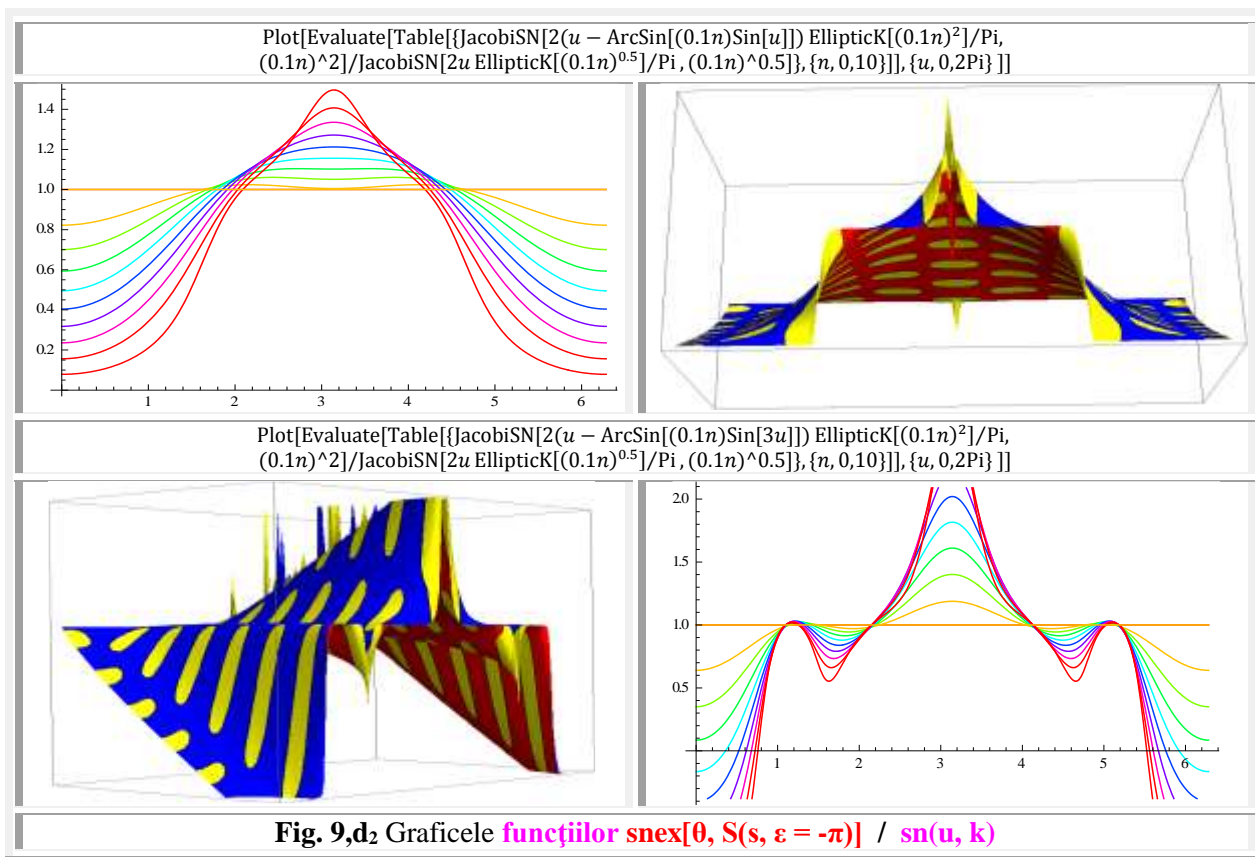 Plot[Evaluate[Table[{JacobiSN[2(u − ArcSin[(0.1n)Sin[u]]) EllipticK[(0.1n)²]/Pi,
(0.1n)^2]/JacobiSN[2u EllipticK[(0.1n)⁰·⁵]/Pi , (0.1n)^0.5]}, {n, 0,10}]], {u, 0,2Pi} ]]
1.4
1.2
1.0
0.8
0.6
0.4
0.2
1 2 3 4 5 6
Plot[Evaluate[Table[{JacobiSN[2(u − ArcSin[(0.1n)Sin[3u]]) EllipticK[(0.1n)²]/Pi,
(0.1n)^2]/JacobiSN[2u EllipticK[(0.1n)⁰·⁵]/Pi , (0.1n)^0.5]}, {n, 0,10}]], {u, 0,2Pi} ]]
2.0
1.5
1.0
0.5
1 2 3 4 5 6
Fig. 9,d₂ Graficele funcţiilor snex[θ, S(s, ε = -π)] / sn(u, k)